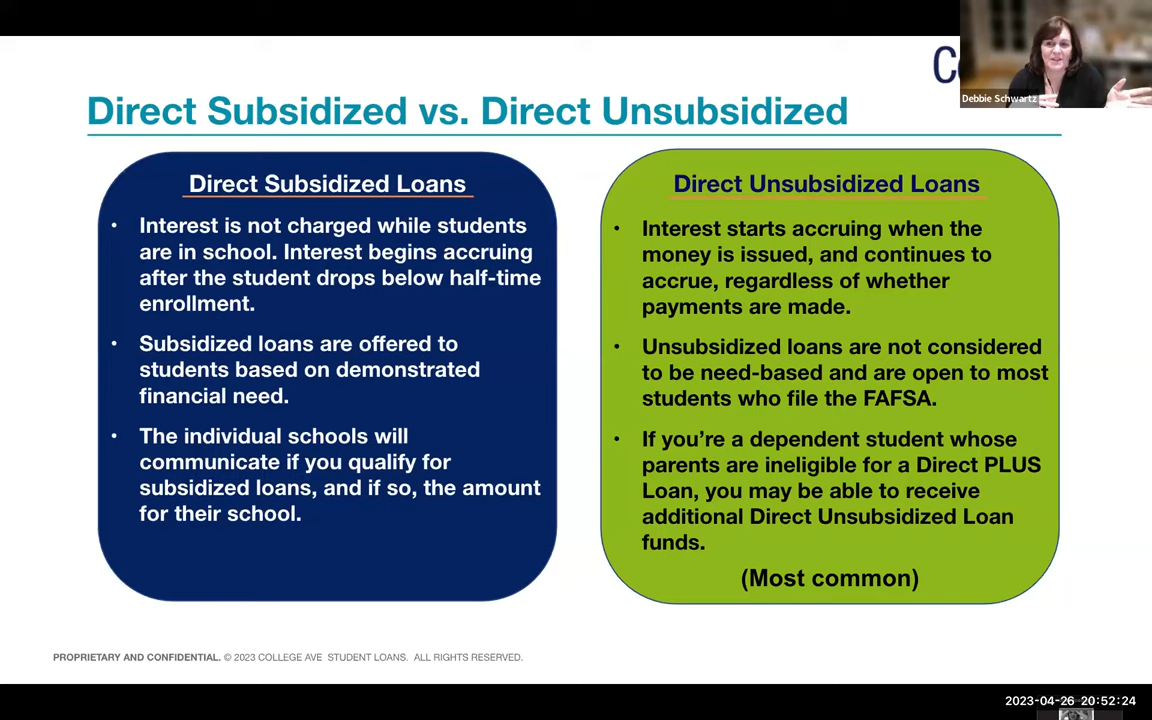 Debbie Schwartz
Direct Subsidized vs. Direct Unsubsidized
Direct Subsidized Loans
• Interest is not charged while students
are in school. Interest begins accruing
after the student drops below half-time
enrollment.
• Subsidized loans are offered to
students based on demonstrated
financial need.
• The individual schools will
communicate if you qualify for
subsidized loans, and if so, the amount
for their school.
Direct Unsubsidized Loans
• Interest starts accruing when the
money is issued, and continues to
accrue, regardless of whether
payments are made.
• Unsubsidized loans are not considered
to be need-based and are open to most
students who file the FAFSA.
• If you’re a dependent student whose
parents are ineligible for a Direct PLUS
Loan, you may be able to receive
additional Direct Unsubsidized Loan
funds.
(Most common)
PROPRIETARY AND CONFIDENTIAL. © 2023 COLLEGE AVE STUDENT LOANS. ALL RIGHTS RESERVED.
2023-04-26 20:52:24